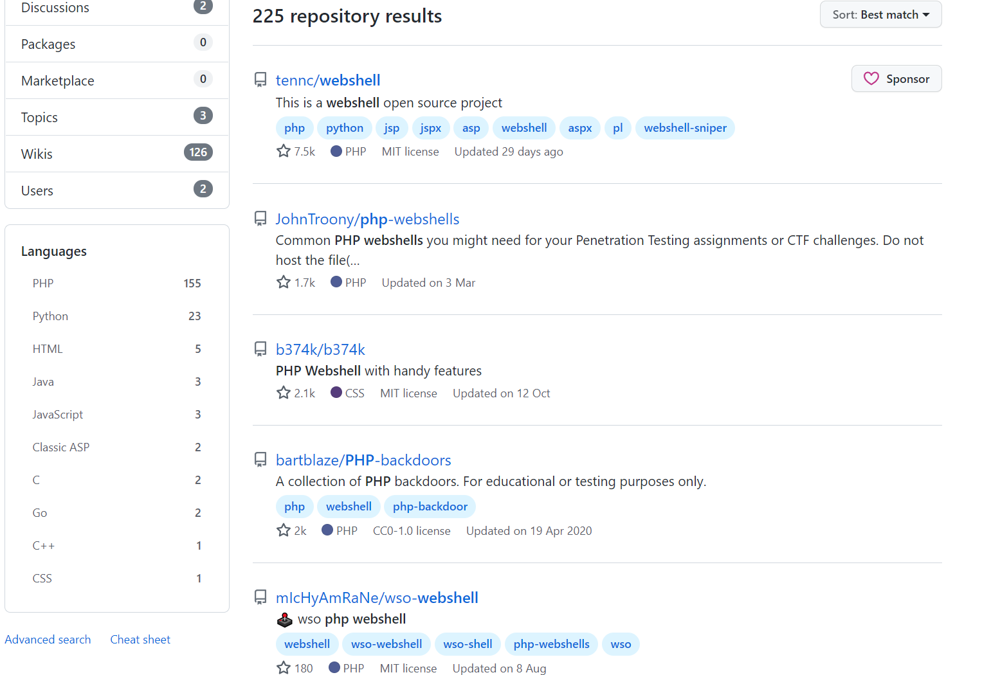 Discussions 2
Packages 0
Marketplace 0
Topics 3
Wikis 126
Users 2
Languages
PHP 155
Python 23
HTML 5
Java 3
JavaScript 3
Classic ASP 2
C 2
Go 2
C++ 1
CSS 1
Advanced search Cheat sheet
225 repository results
Sort: Best match
tennc/webshell
Sponsor
This is a webshell open source project
php python jsp jspx asp webshell aspx pl webshell-sniper
7.5k PHP MIT license Updated 29 days ago
JohnTroony/php-webshells
Common PHP webshells you might need for your Penetration Testing assignments or CTF challenges. Do not
host the file(...
1.7k PHP Updated on 3 Mar
b374k/b374k
PHP Webshell with handy features
2.1k CSS MIT license Updated on 12 Oct
bartblaze/PHP-backdoors
A collection of PHP backdoors. For educational or testing purposes only.
php webshell php-backdoor
2k PHP CC0-1.0 license Updated on 19 Apr 2020
mIcHyAmRaNe/wso-webshell
wso php webshell
webshell wso-webshell wso-shell php-webshells wso
180 PHP MIT license Updated on 8 Aug